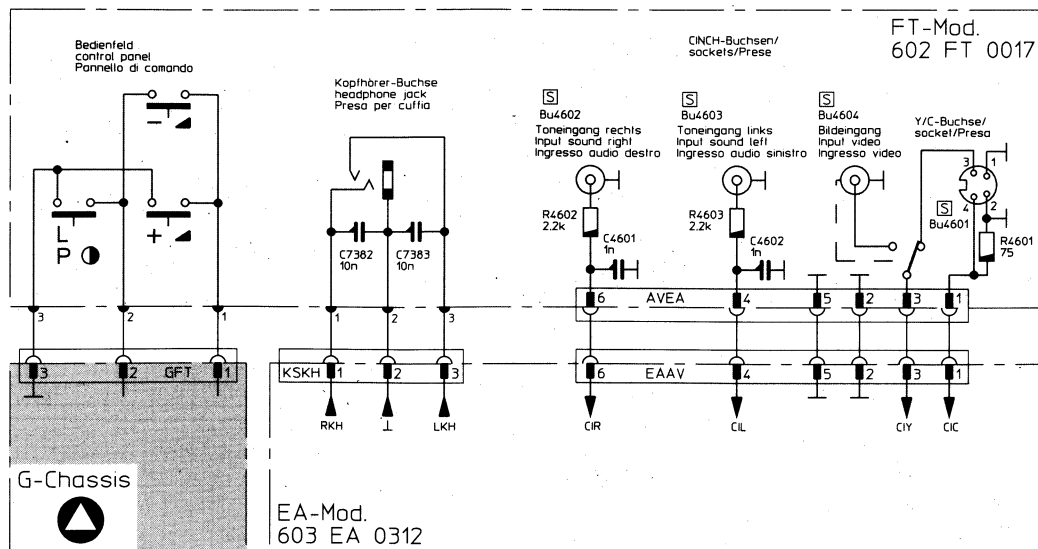 FT-Mod.
602 FT 0017
Bedienfeld
control panel
Pannello di comando
Kopfhörer-Buchse
headphone jack
Presa per cuffia
CINCH-Buchsen/
sockets/Prese
S
Bu4602
Toneingang rechts
Input sound right
Ingresso audio destro
S
Bu4603
Toneingang links
Input sound left
Ingresso audio sinistro
S
Bu4604
Bildeingang
Input video
Ingresso video
Y/C-Buchse/
socket/Presa
3 1
4 2
S
Bu4601
- 
L
P
+
C7382
10n
C7383
10n
R4602
2.2k
C4601
1n
R4603
2.2k
C4602
1n
R4601
75
6 AVEA 4 5 2 3 1
3 2 1
1 2 3
3 2 GFT 1
KSKH 1 2 3
6 EAAV 4 5 2 3 1
RKH ⊥ LKH
CIR CIL CIY CIC
G-Chassis
EA-Mod.
603 EA 0312